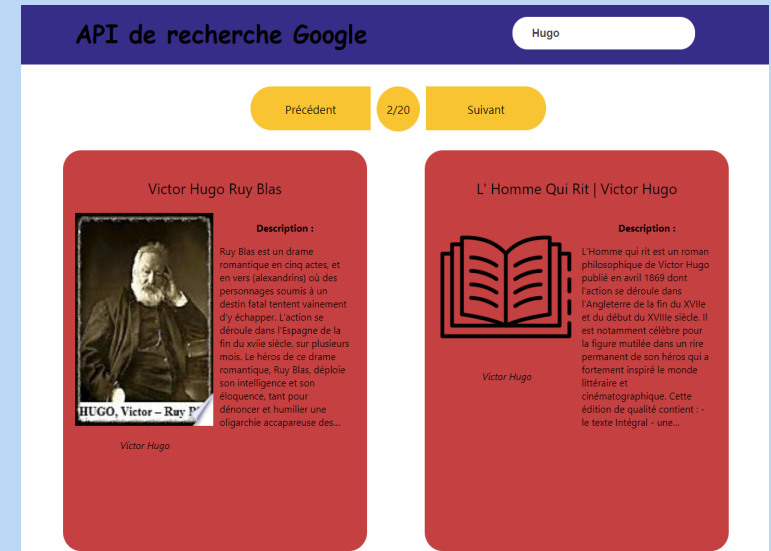 API de recherche Google
Hugo
Précédent
2/20
Suivant
Victor Hugo Ruy Blas
HUGO, Victor – Ruy
Victor Hugo
Description :
Ruy Blas est un drame
romantique en cinq actes, et
en vers (alexandrins) où des
personnages soumis à un
destin fatal tentent vainement
d'y échapper. L'action se
déroule dans l'Espagne de la
fin du xviie siècle, sur plusieurs
mois. Le héros de ce drame
romantique, Ruy Blas, déploie
son intelligence et son
éloquence, tant pour
dénoncer et humilier une
oligarchie accapareuse des...
L' Homme Qui Rit | Victor Hugo
Victor Hugo
Description :
L'Homme qui rit est un roman
philosophique de Victor Hugo
publié en avril 1869 dont
l'action se déroule dans
l'Angleterre de la fin du XVIIe
et du début du XVIIIe siècle. Il
est notamment célèbre pour
la figure mutilée dans un rire
permanent de son héros qui a
fortement inspiré le monde
littéraire et
cinématographique. Cette
édition de qualité contient : -
le texte Intégral - une...